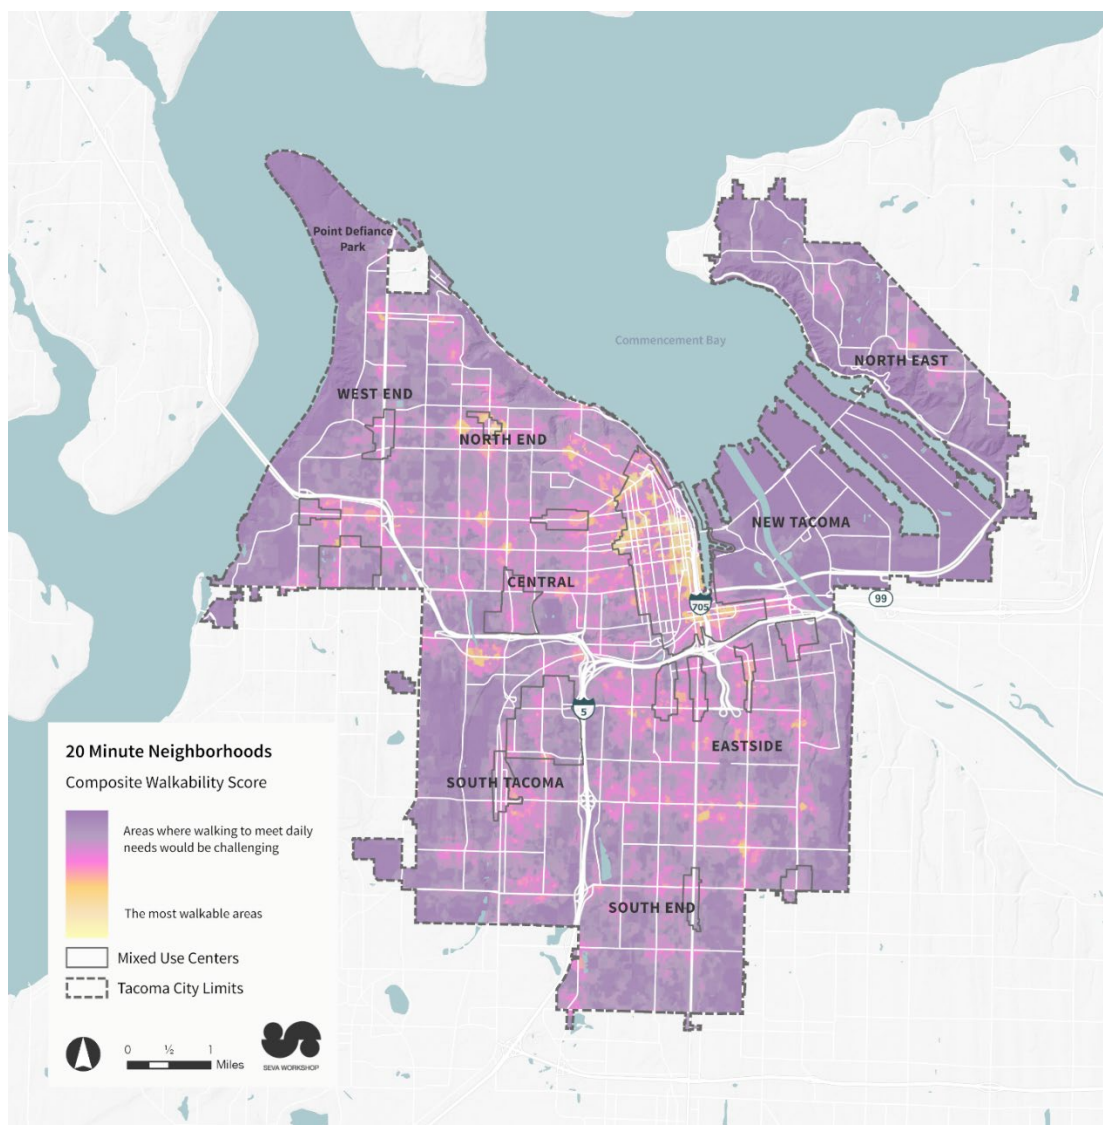 Point Defiance
Park
Commencement Bay
NORTH EAST
WEST END
NORTH END
NEW TACOMA
CENTRAL
705
99
5
EASTSIDE
SOUTH TACOMA
SOUTH END
20 Minute Neighborhoods
Composite Walkability Score
Areas where walking to meet daily
needs would be challenging
The most walkable areas
Mixed Use Centers
Tacoma City Limits
0 ½ 1
Miles
SEVA WORKSHOP